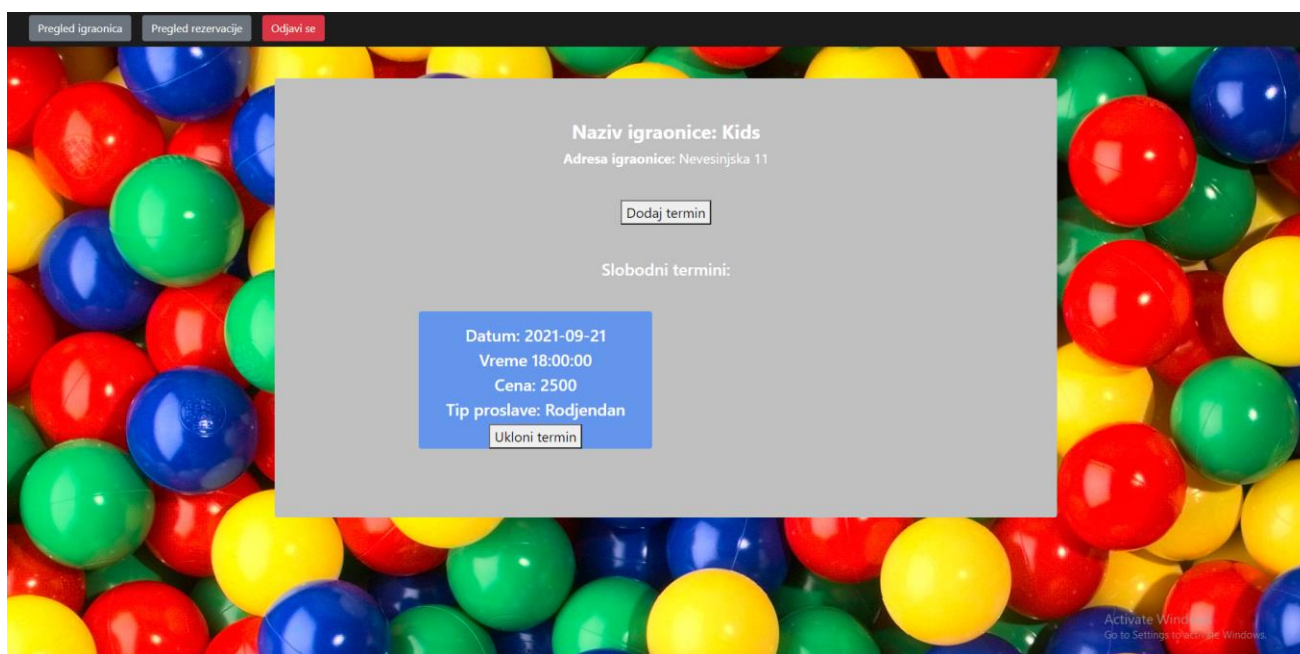 Pregled igraonica Pregled rezervacije Odjavi se
Naziv igraonice: Kids
Adresa igraonice: Nevesinjska 11
Dodaj termin
Slobodni termini:
Datum: 2021-09-21
Vreme 18:00:00
Cena: 2500
Tip proslave: Rodjendan
Ukloni termin
Activate Windows
Go to Settings to activate Windows.